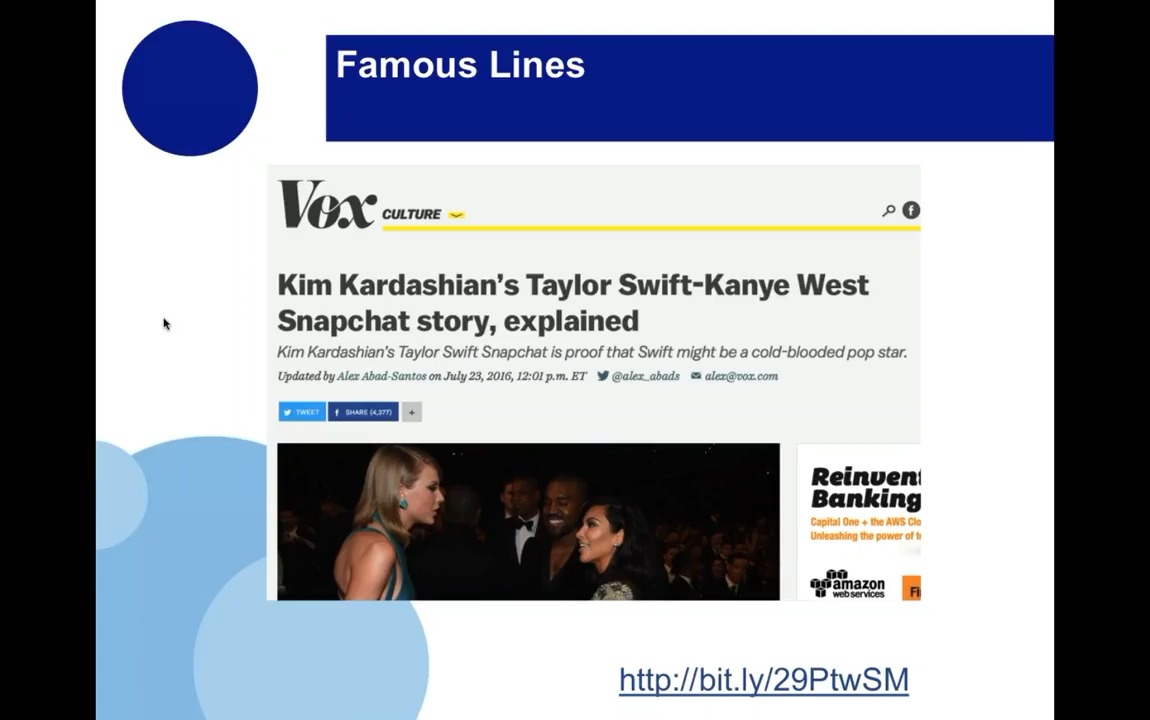 Famous Lines
Vox CULTURE
f
Kim Kardashian's Taylor Swift-Kanye West
Snapchat story, explained
Kim Kardashian's Taylor Swift Snapchat is proof that Swift might be a cold-blooded pop star.
Updated by Alex Abad-Santos on July 23, 2016, 12:01 p.m. ET @alex_abads alex@vox.com
TWEET f SHARE (4,377) +
Reinvent
Banking
Capital One + the AWS Clo
Unleashing the power of t
amazon
web services
Fi
http://bit.ly/29PtwSM